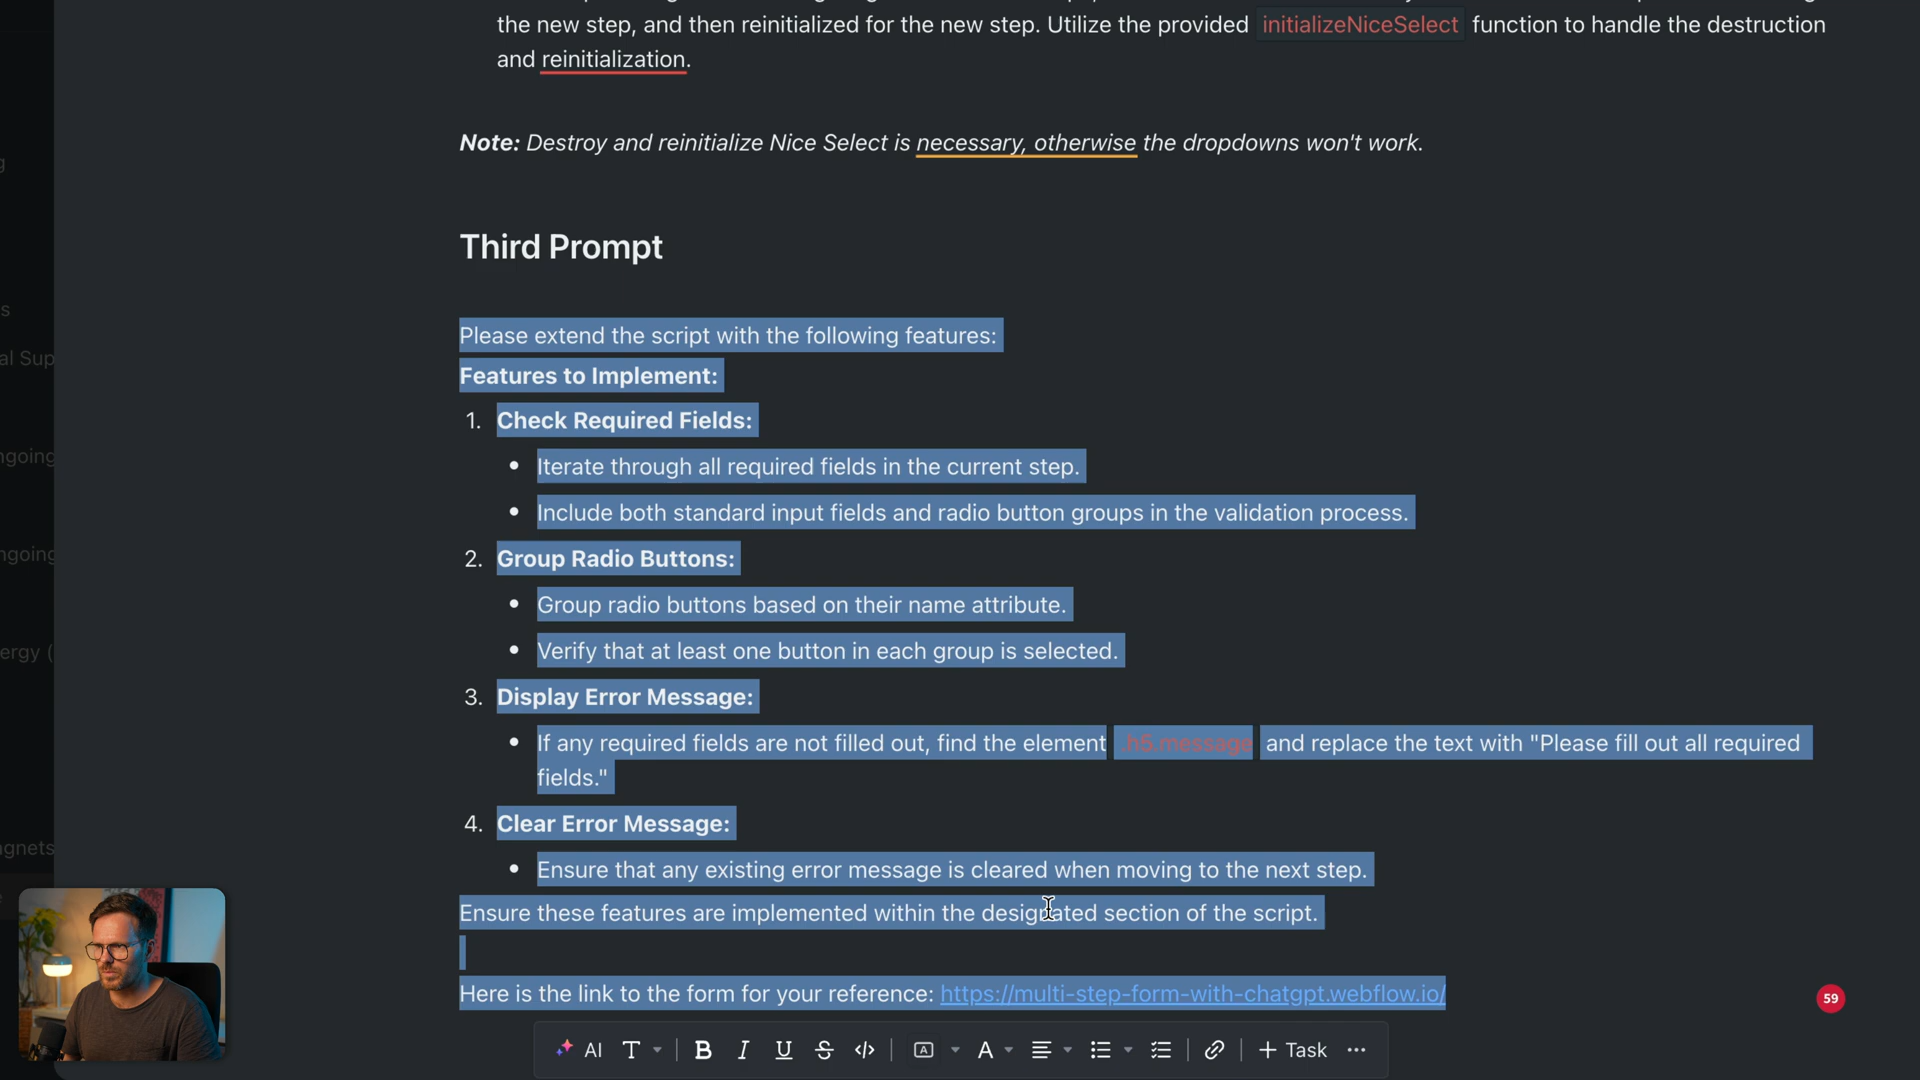 the new step, and then reinitialized for the new step. Utilize the provided initializeNiceSelect function to handle the destruction
and reinitialization.
Note: Destroy and reinitialize Nice Select is necessary, otherwise the dropdowns won't work.
Third Prompt
Please extend the script with the following features:
Features to Implement:
1. Check Required Fields:
• Iterate through all required fields in the current step.
• Include both standard input fields and radio button groups in the validation process.
2. Group Radio Buttons:
• Group radio buttons based on their name attribute.
• Verify that at least one button in each group is selected.
3. Display Error Message:
• If any required fields are not filled out, find the element .h5.message and replace the text with "Please fill out all required
fields."
4. Clear Error Message:
• Ensure that any existing error message is cleared when moving to the next step.
Ensure these features are implemented within the designated section of the script.
Here is the link to the form for your reference: https://multi-step-form-with-chatgpt.webflow.io/
59
AI T B I U S </> A A + Task ...
g
s
al Sup
ngoing
ngoing
ergy (
agnets